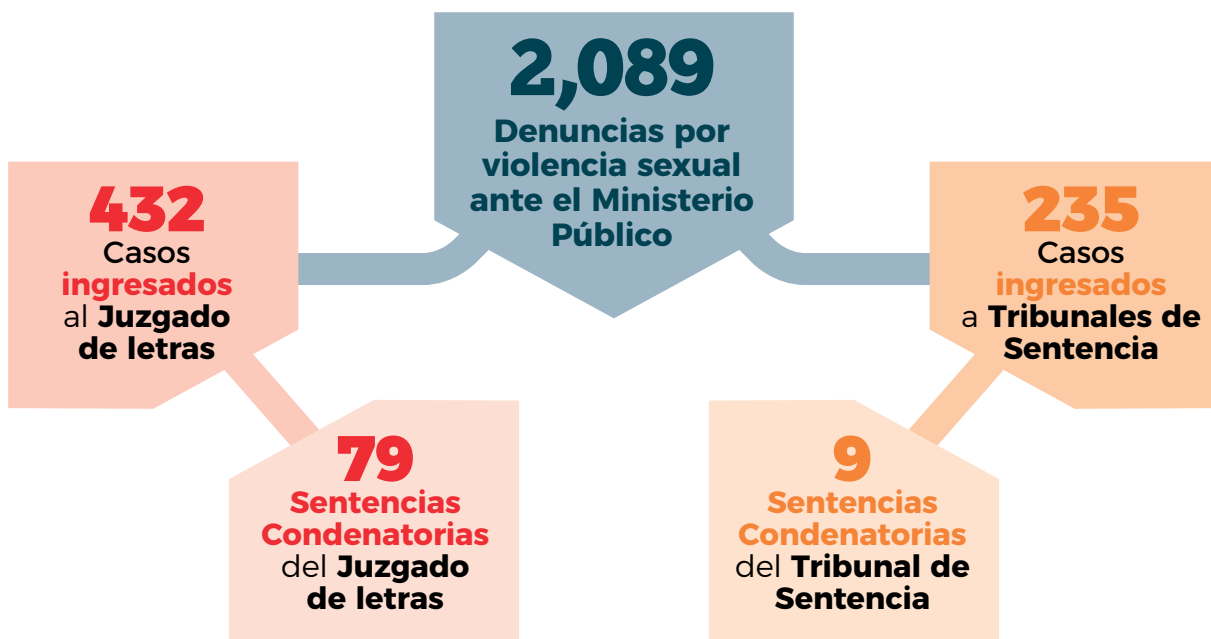 2,089
Denuncias por
violencia sexual
ante el Ministerio
Público
432
Casos
ingresados
al Juzgado
de letras
235
Casos
ingresados
a Tribunales de
Sentencia
79
Sentencias
Condenatorias
del Juzgado
de letras
9
Sentencias
Condenatorias
del Tribunal de
Sentencia